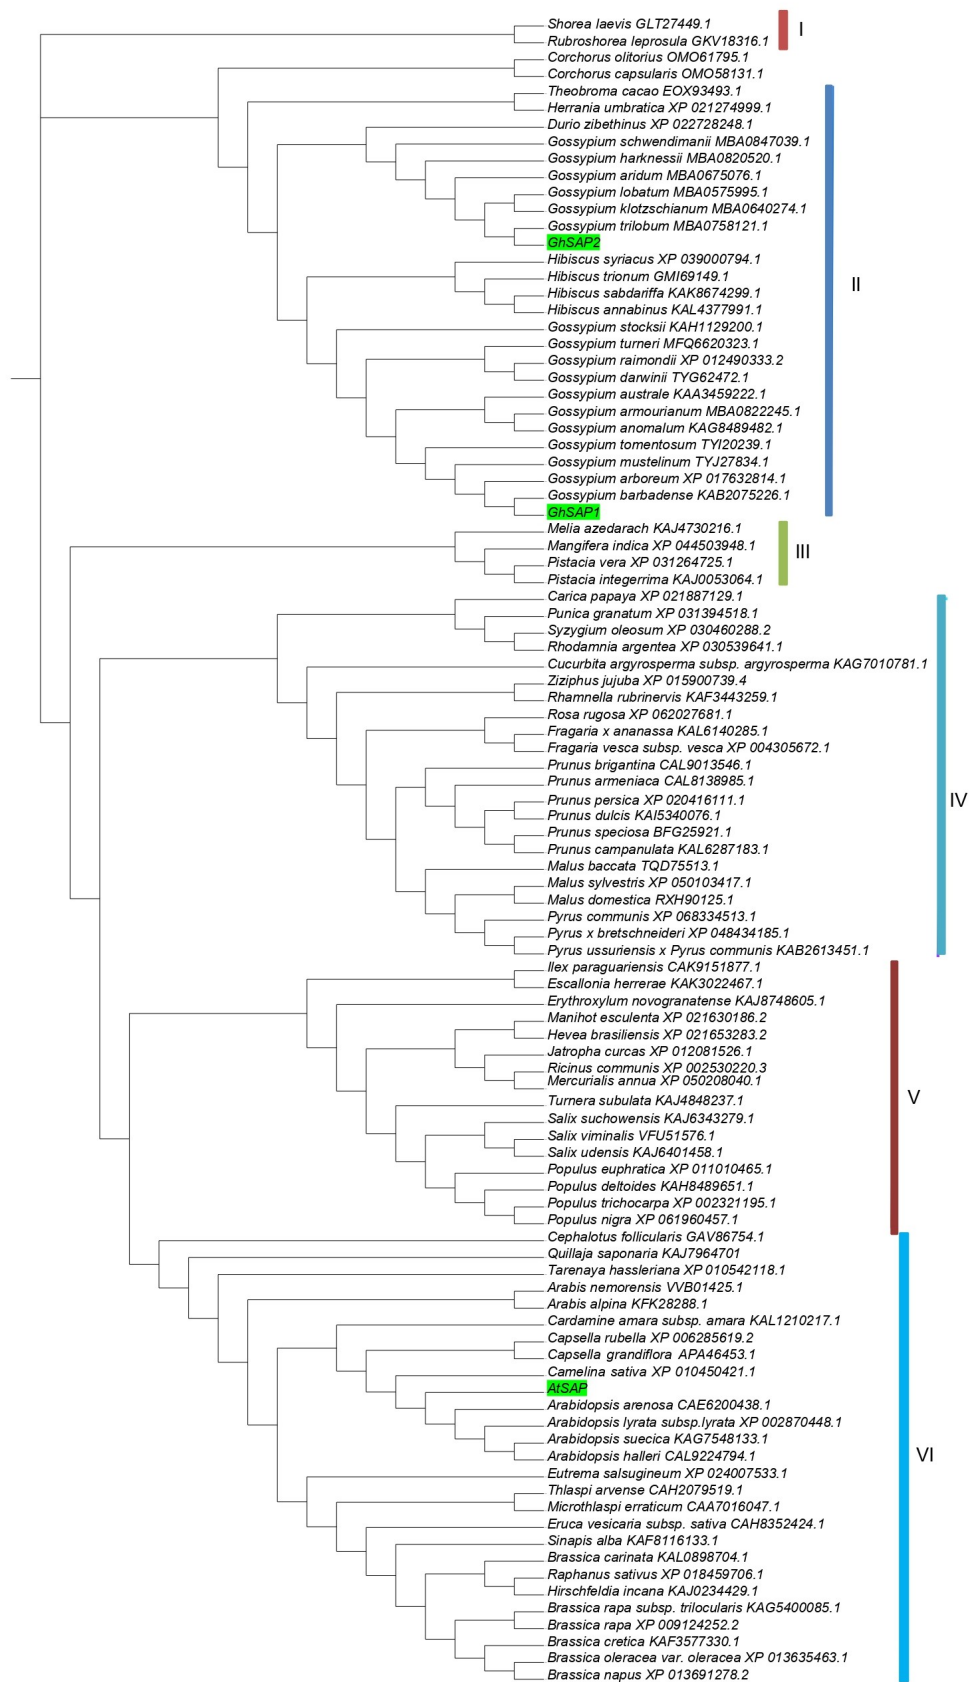 Shorea laevis GLT27449.1
I
Rubroshorea leprosula GKV18316.1
Corchorus olitorius OMO61795.1
Corchorus capsularis OMO58131.1
Theobroma cacao EOX93493.1
Herrania umbratica XP 021274999.1
Durio zibethinus XP 022728248.1
Gossypium schwendimanii MBA0847039.1
Gossypium harknessii MBA0820520.1
Gossypium aridum MBA0675076.1
Gossypium lobatum MBA0575995.1
Gossypium klotzschianum MBA0640274.1
Gossypium trilobum MBA0758121.1
GhSAP2
Hibiscus syriacus XP 039000794.1
Hibiscus trionum GMI69149.1
II
Hibiscus sabdariffa KAK8674299.1
Hibiscus annabinus KAL4377991.1
Gossypium stocksii KAH1129200.1
Gossypium turneri MFQ6620323.1
Gossypium raimondii XP 012490333.2
Gossypium darwinii TYG62472.1
Gossypium australe KAA3459222.1
Gossypium armourianum MBA0822245.1
Gossypium anomalum KAG8489482.1
Gossypium tomentosum TYI20239.1
Gossypium mustelinum TYJ27834.1
Gossypium arboreum XP 017632814.1
Gossypium barbadense KAB2075226.1
GhSAP1
Melia azedarach KAJ4730216.1
Mangifera indica XP 044503948.1
III
Pistacia vera XP 031264725.1
Pistacia integerrima KAJ0053064.1
Carica papaya XP 021887129.1
Punica granatum XP 031394518.1
Syzygium oleosum XP 030460288.2
Rhodamnia argentea XP 030539641.1
Cucurbita argyrosperma subsp. argyrosperma KAG7010781.1
Ziziphus jujuba XP 015900739.4
Rhamnella rubrinervis KAF3443259.1
Rosa rugosa XP 062027681.1
Fragaria x ananassa KAL6140285.1
Fragaria vesca subsp. vesca XP 004305672.1
Prunus brigantina CAL9013546.1
Prunus armeniaca CAL8138985.1
Prunus persica XP 020416111.1
IV
Prunus dulcis KAI5340076.1
Prunus speciosa BFG25921.1
Prunus campanulata KAL6287183.1
Malus baccata TQD75513.1
Malus sylvestris XP 050103417.1
Malus domestica RXH90125.1
Pyrus communis XP 068334513.1
Pyrus x bretschneideri XP 048434185.1
Pyrus ussuriensis x Pyrus communis KAB2613451.1
Ilex paraguariensis CAK9151877.1
Escallonia herrerae KAK3022467.1
Erythroxylum novogranatense KAJ8748605.1
Manihot esculenta XP 021630186.2
Hevea brasiliensis XP 021653283.2
Jatropha curcas XP 012081526.1
Ricinus communis XP 002530220.3
Mercurialis annua XP 050208040.1
V
Turnera subulata KAJ4848237.1
Salix suchowensis KAJ6343279.1
Salix viminalis VFU51576.1
Salix udensis KAJ6401458.1
Populus euphratica XP 011010465.1
Populus deltoides KAH8489651.1
Populus trichocarpa XP 002321195.1
Populus nigra XP 061960457.1
Cephalotus follicularis GAV86754.1
Quillaja saponaria KAJ7964701
Tarenaya hassleriana XP 010542118.1
Arabis nemorensis VVB01425.1
Arabis alpina KFK28288.1
Cardamine amara subsp. amara KAL1210217.1
Capsella rubella XP 006285619.2
Capsella grandiflora APA46453.1
Camelina sativa XP 010450421.1
AtSAP
Arabidopsis arenosa CAE6200438.1
Arabidopsis lyrata subsp.lyrata XP 002870448.1
Arabidopsis suecica KAG7548133.1
Arabidopsis halleri CAL9224794.1
VI
Eutrema salsugineum XP 024007533.1
Thlaspi arvense CAH2079519.1
Microthlaspi erraticum CAA7016047.1
Eruca vesicaria subsp. sativa CAH8352424.1
Sinapis alba KAF8116133.1
Brassica carinata KAL0898704.1
Raphanus sativus XP 018459706.1
Hirschfeldia incana KAJ0234429.1
Brassica rapa subsp. trilocularis KAG5400085.1
Brassica rapa XP 009124252.2
Brassica cretica KAF3577330.1
Brassica oleracea var. oleracea XP 013635463.1
Brassica napus XP 013691278.2